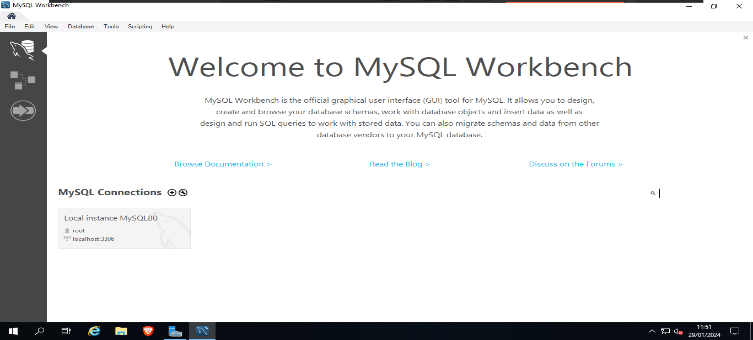 MySQL Workbench
File Edit View Database Tools Scripting Help
Welcome to MySQL Workbench
MySQL Workbench is the official graphical user interface (GUI) tool for MySQL. It allows you to design,
create and browse your database schemas, work with database objects and insert data as well as
design and run SQL queries to work with stored data. You can also migrate schemas and data from other
database vendors to your MySQL database.
Browse Documentation > Read the Blog > Discuss on the Forums >
MySQL Connections
Local instance MySQL80
root
localhost:3306
11:51
29/01/2024